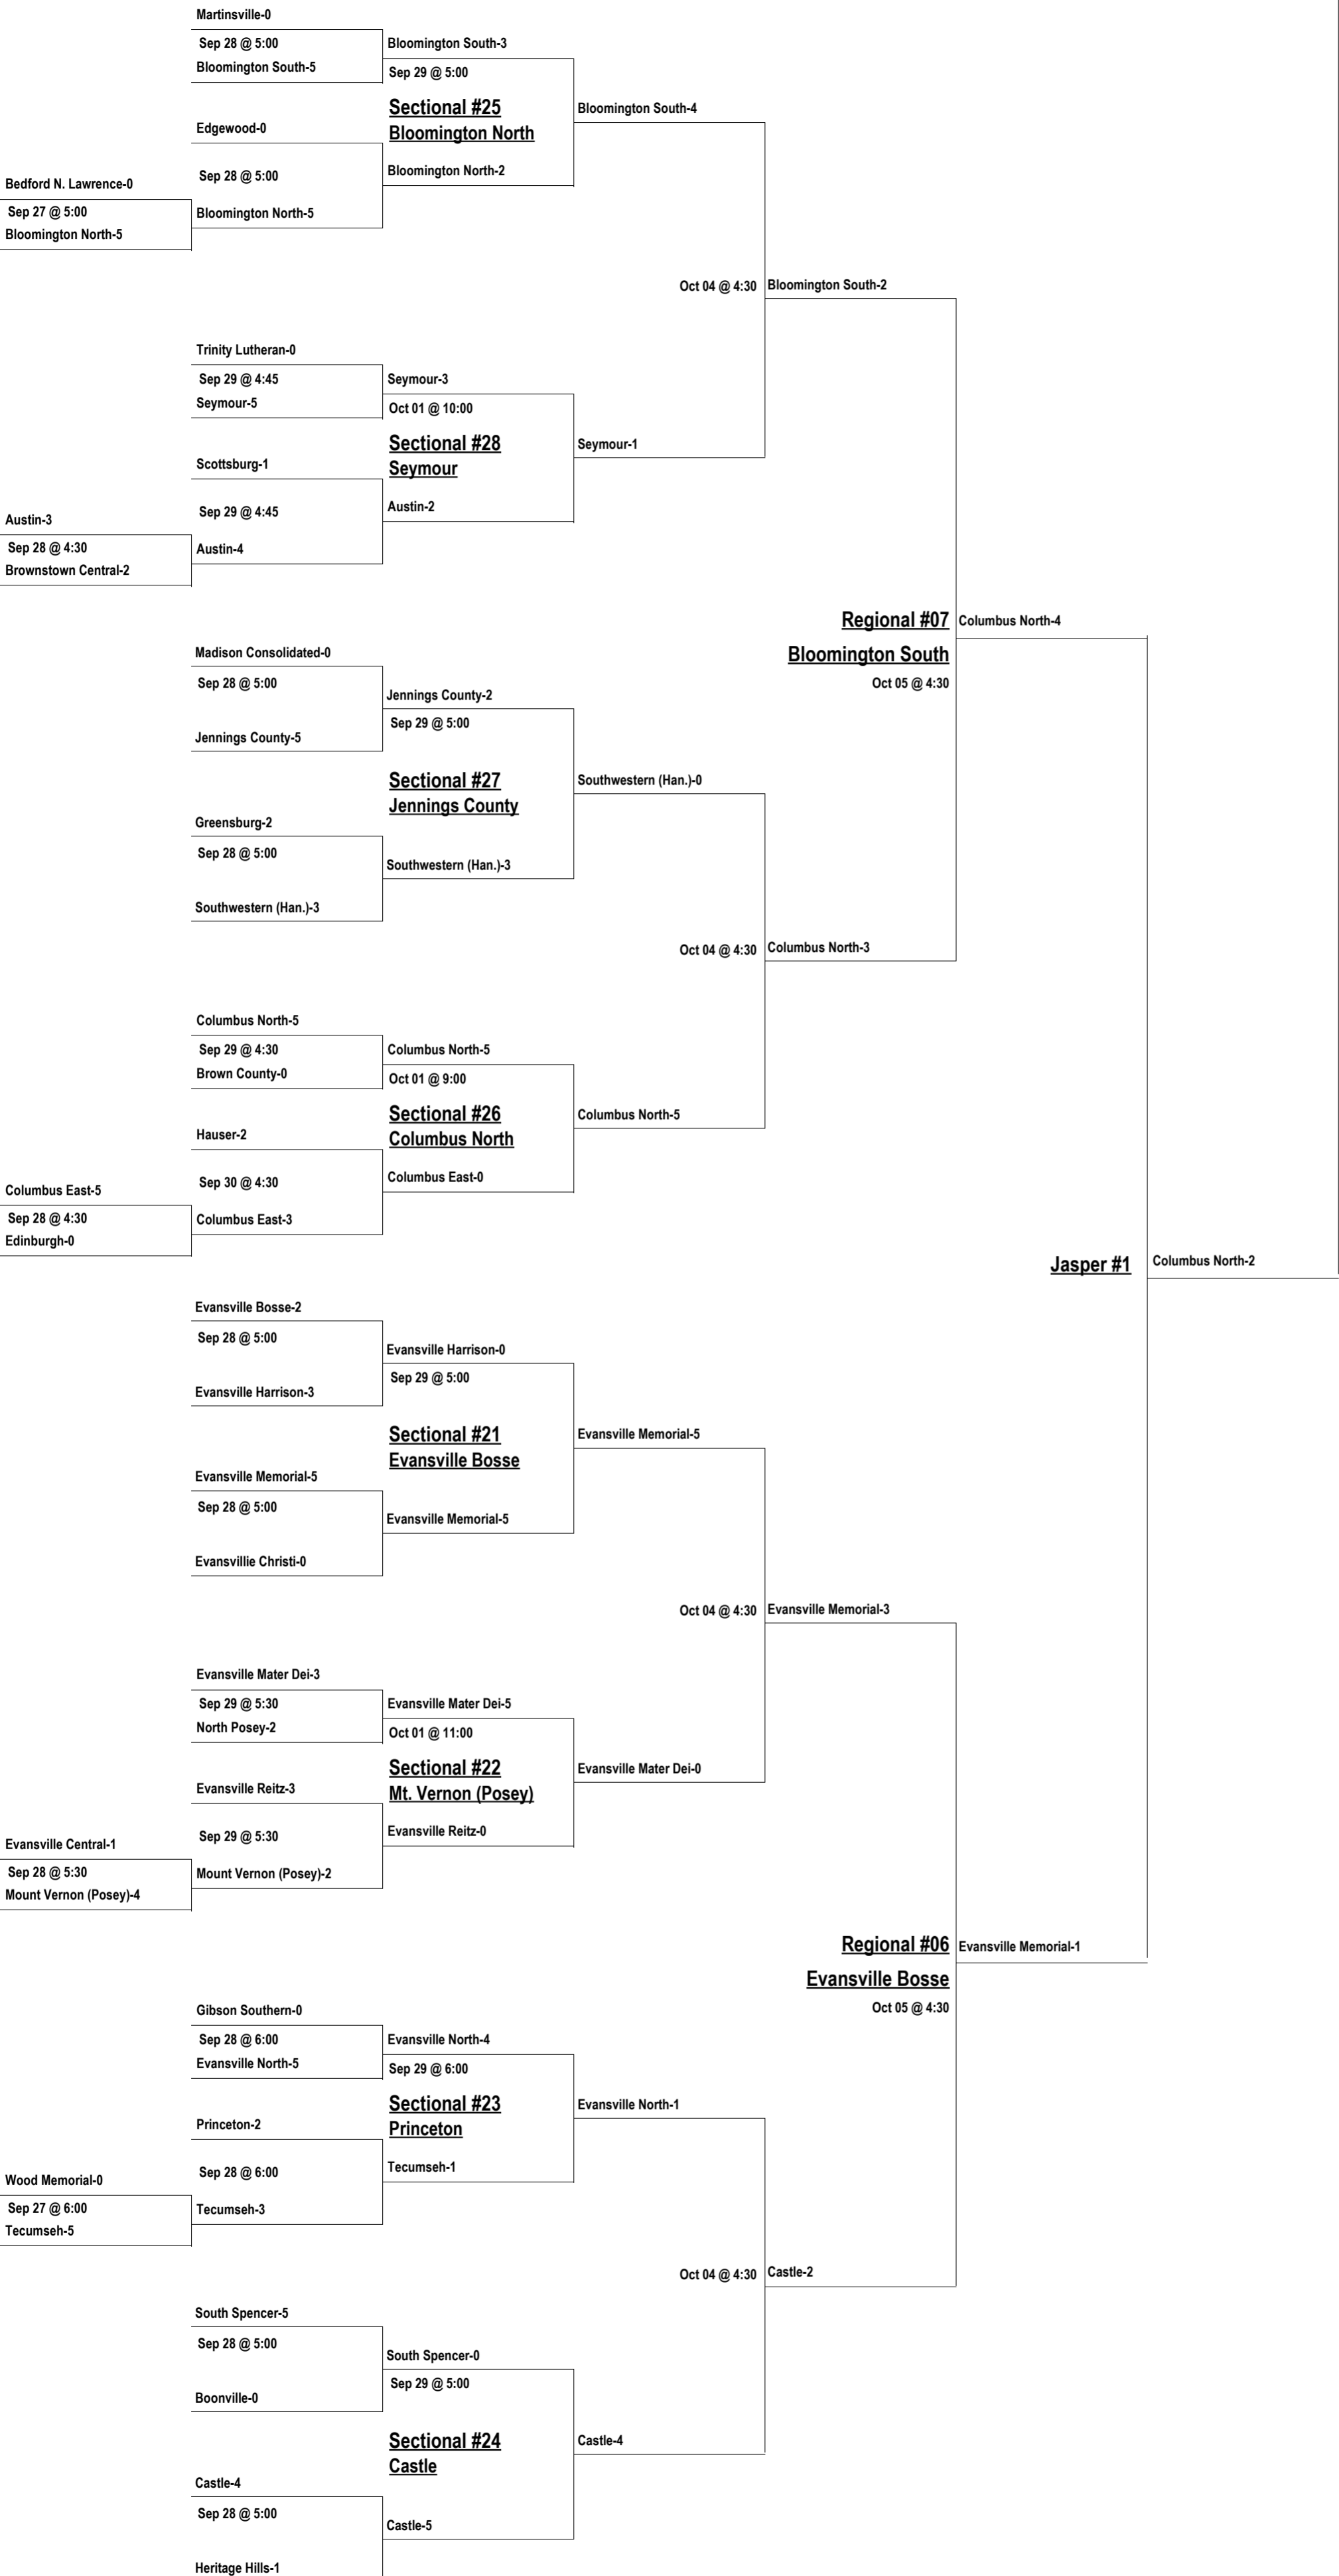 Martinsville-0
Sep 28 @ 5:00
Bloomington South-3
Bloomington South-5
Sep 29 @ 5:00
Sectional #25
Bloomington South-4
Edgewood-0
Bloomington North
Bloomington North-2
Sep 28 @ 5:00
Bedford N. Lawrence-0
Sep 27 @ 5:00
Bloomington North-5
Bloomington North-5
Oct 04 @ 4:30
Bloomington South-2
Trinity Lutheran-0
Sep 29 @ 4:45
Seymour-3
Seymour-5
Oct 01 @ 10:00
Sectional #28
Seymour-1
Scottsburg-1
Seymour
Austin-2
Sep 29 @ 4:45
Austin-3
Sep 28 @ 4:30
Austin-4
Brownstown Central-2
Regional #07
Columbus North-4
Madison Consolidated-0
Bloomington South
Sep 28 @ 5:00
Oct 05 @ 4:30
Jennings County-2
Sep 29 @ 5:00
Jennings County-5
Sectional #27
Southwestern (Han.)-0
Jennings County
Greensburg-2
Sep 28 @ 5:00
Southwestern (Han.)-3
Southwestern (Han.)-3
Oct 04 @ 4:30
Columbus North-3
Columbus North-5
Sep 29 @ 4:30
Columbus North-5
Brown County-0
Oct 01 @ 9:00
Sectional #26
Columbus North-5
Hauser-2
Columbus North
Columbus East-0
Sep 30 @ 4:30
Columbus East-5
Sep 28 @ 4:30
Columbus East-3
Edinburgh-0
Jasper #1
Columbus North-2
Evansville Bosse-2
Sep 28 @ 5:00
Evansville Harrison-0
Sep 29 @ 5:00
Evansville Harrison-3
Sectional #21
Evansville Memorial-5
Evansville Bosse
Evansville Memorial-5
Sep 28 @ 5:00
Evansville Memorial-5
Evansvillie Christi-0
Oct 04 @ 4:30
Evansville Memorial-3
Evansville Mater Dei-3
Sep 29 @ 5:30
Evansville Mater Dei-5
North Posey-2
Oct 01 @ 11:00
Sectional #22
Evansville Mater Dei-0
Evansville Reitz-3
Mt. Vernon (Posey)
Evansville Reitz-0
Sep 29 @ 5:30
Evansville Central-1
Sep 28 @ 5:30
Mount Vernon (Posey)-2
Mount Vernon (Posey)-4
Regional #06
Evansville Memorial-1
Evansville Bosse
Oct 05 @ 4:30
Gibson Southern-0
Sep 28 @ 6:00
Evansville North-4
Evansville North-5
Sep 29 @ 6:00
Sectional #23
Evansville North-1
Princeton-2
Princeton
Tecumseh-1
Sep 28 @ 6:00
Wood Memorial-0
Sep 27 @ 6:00
Tecumseh-3
Tecumseh-5
Oct 04 @ 4:30
Castle-2
South Spencer-5
Sep 28 @ 5:00
South Spencer-0
Sep 29 @ 5:00
Boonville-0
Sectional #24
Castle-4
Castle
Castle-4
Sep 28 @ 5:00
Castle-5
Heritage Hills-1